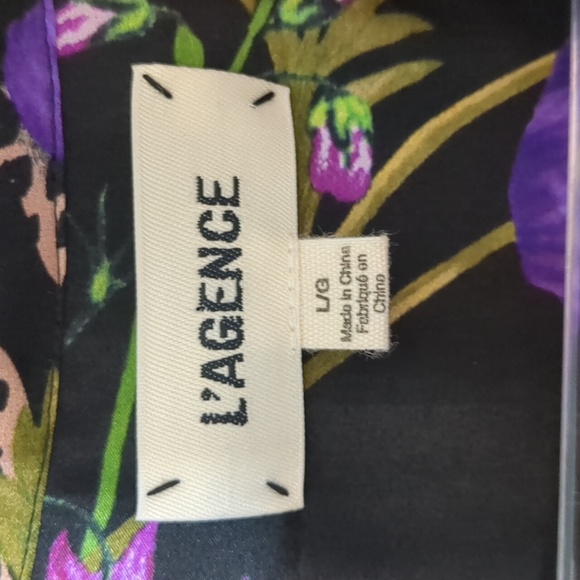 L'AGENCE
L/G
Made in China
Fabriqué en
Chine